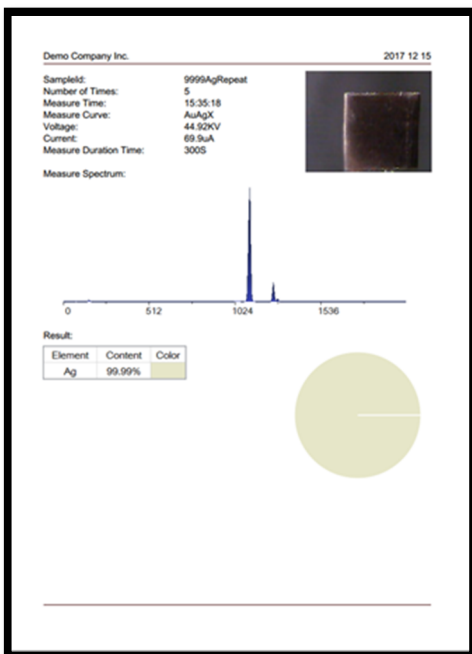 Demo Company Inc. 2017 12 15
SampleId: 9999AgRepeat
Number of Times: 5
Measure Time: 15:35:18
Measure Curve: AuAgX
Voltage: 44.92KV
Current: 69.9uA
Measure Duration Time: 300S
Measure Spectrum:
0 512 1024 1536
Result:
Element Content Color
Ag 99.99%